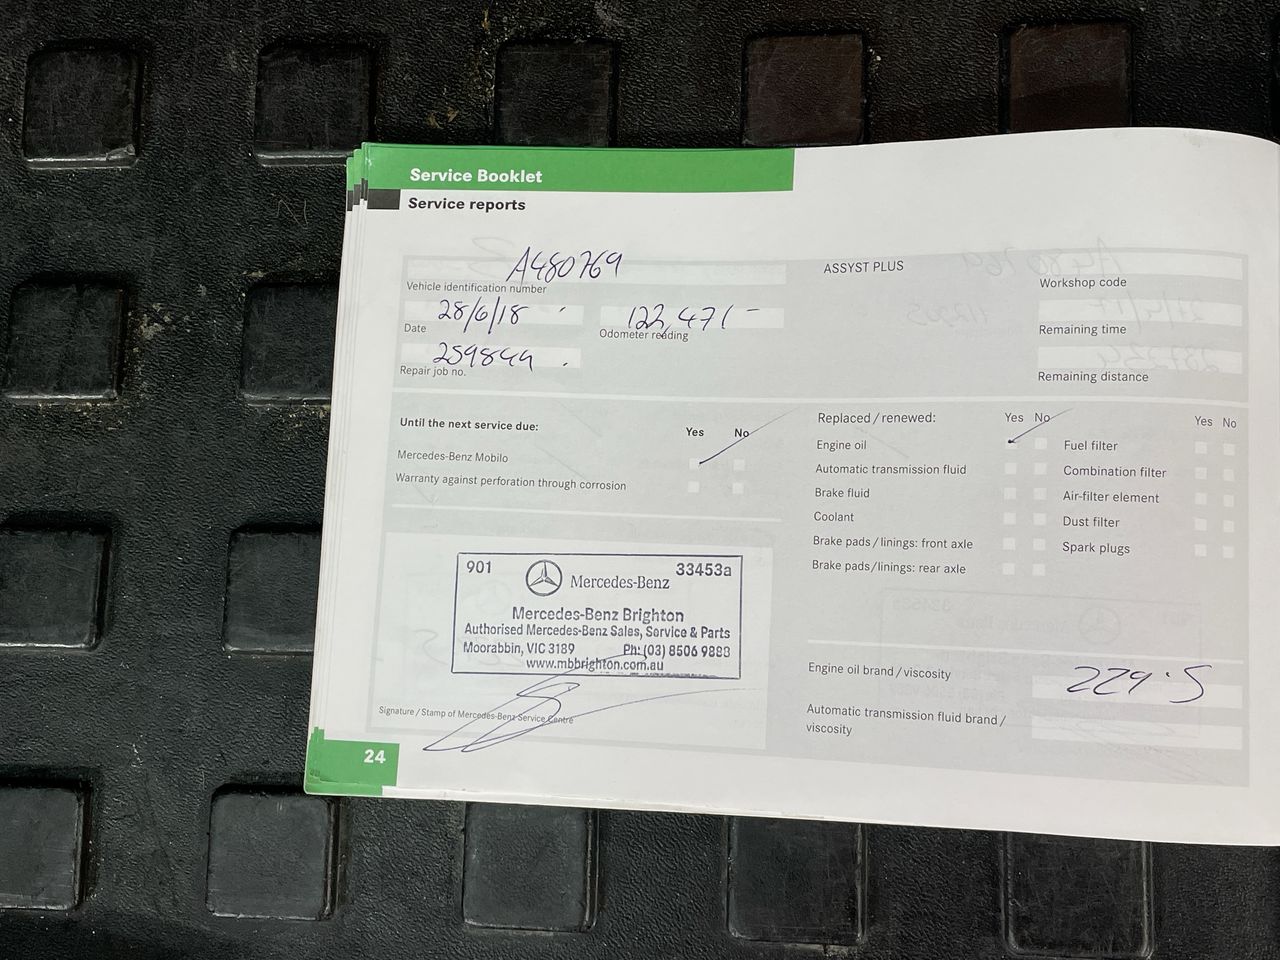 Service Booklet
Service reports
A480769
Vehicle identification number
28/6/18
Date
122,471-
Odometer reading
259844
Repair job no.
ASSYST PLUS
Workshop code
Remaining time
Remaining distance
Until the next service due:
Yes No
Mercedes-Benz Mobilo
Warranty against perforation through corrosion
Replaced / renewed:
Yes No
Engine oil
Automatic transmission fluid
Brake fluid
Coolant
Brake pads / linings: front axle
Brake pads / linings: rear axle
Yes No
Fuel filter
Combination filter
Air-filter element
Dust filter
Spark plugs
901
Mercedes-Benz
33453a
Mercedes-Benz Brighton
Authorised Mercedes-Benz Sales, Service & Parts
Moorabbin, VIC 3189 Ph: (03) 8506 9888
www.mbbrighton.com.au
Signature / Stamp of Mercedes-Benz Service Centre
Engine oil brand / viscosity
229.5
Automatic transmission fluid brand /
viscosity
24